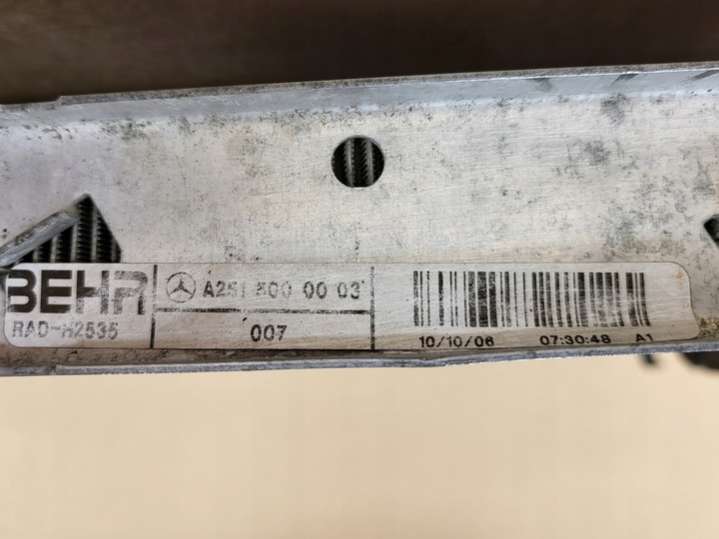 BEHR
RAD-H2535
A251 500 00 03
007
10/10/06 07:30:48 A1